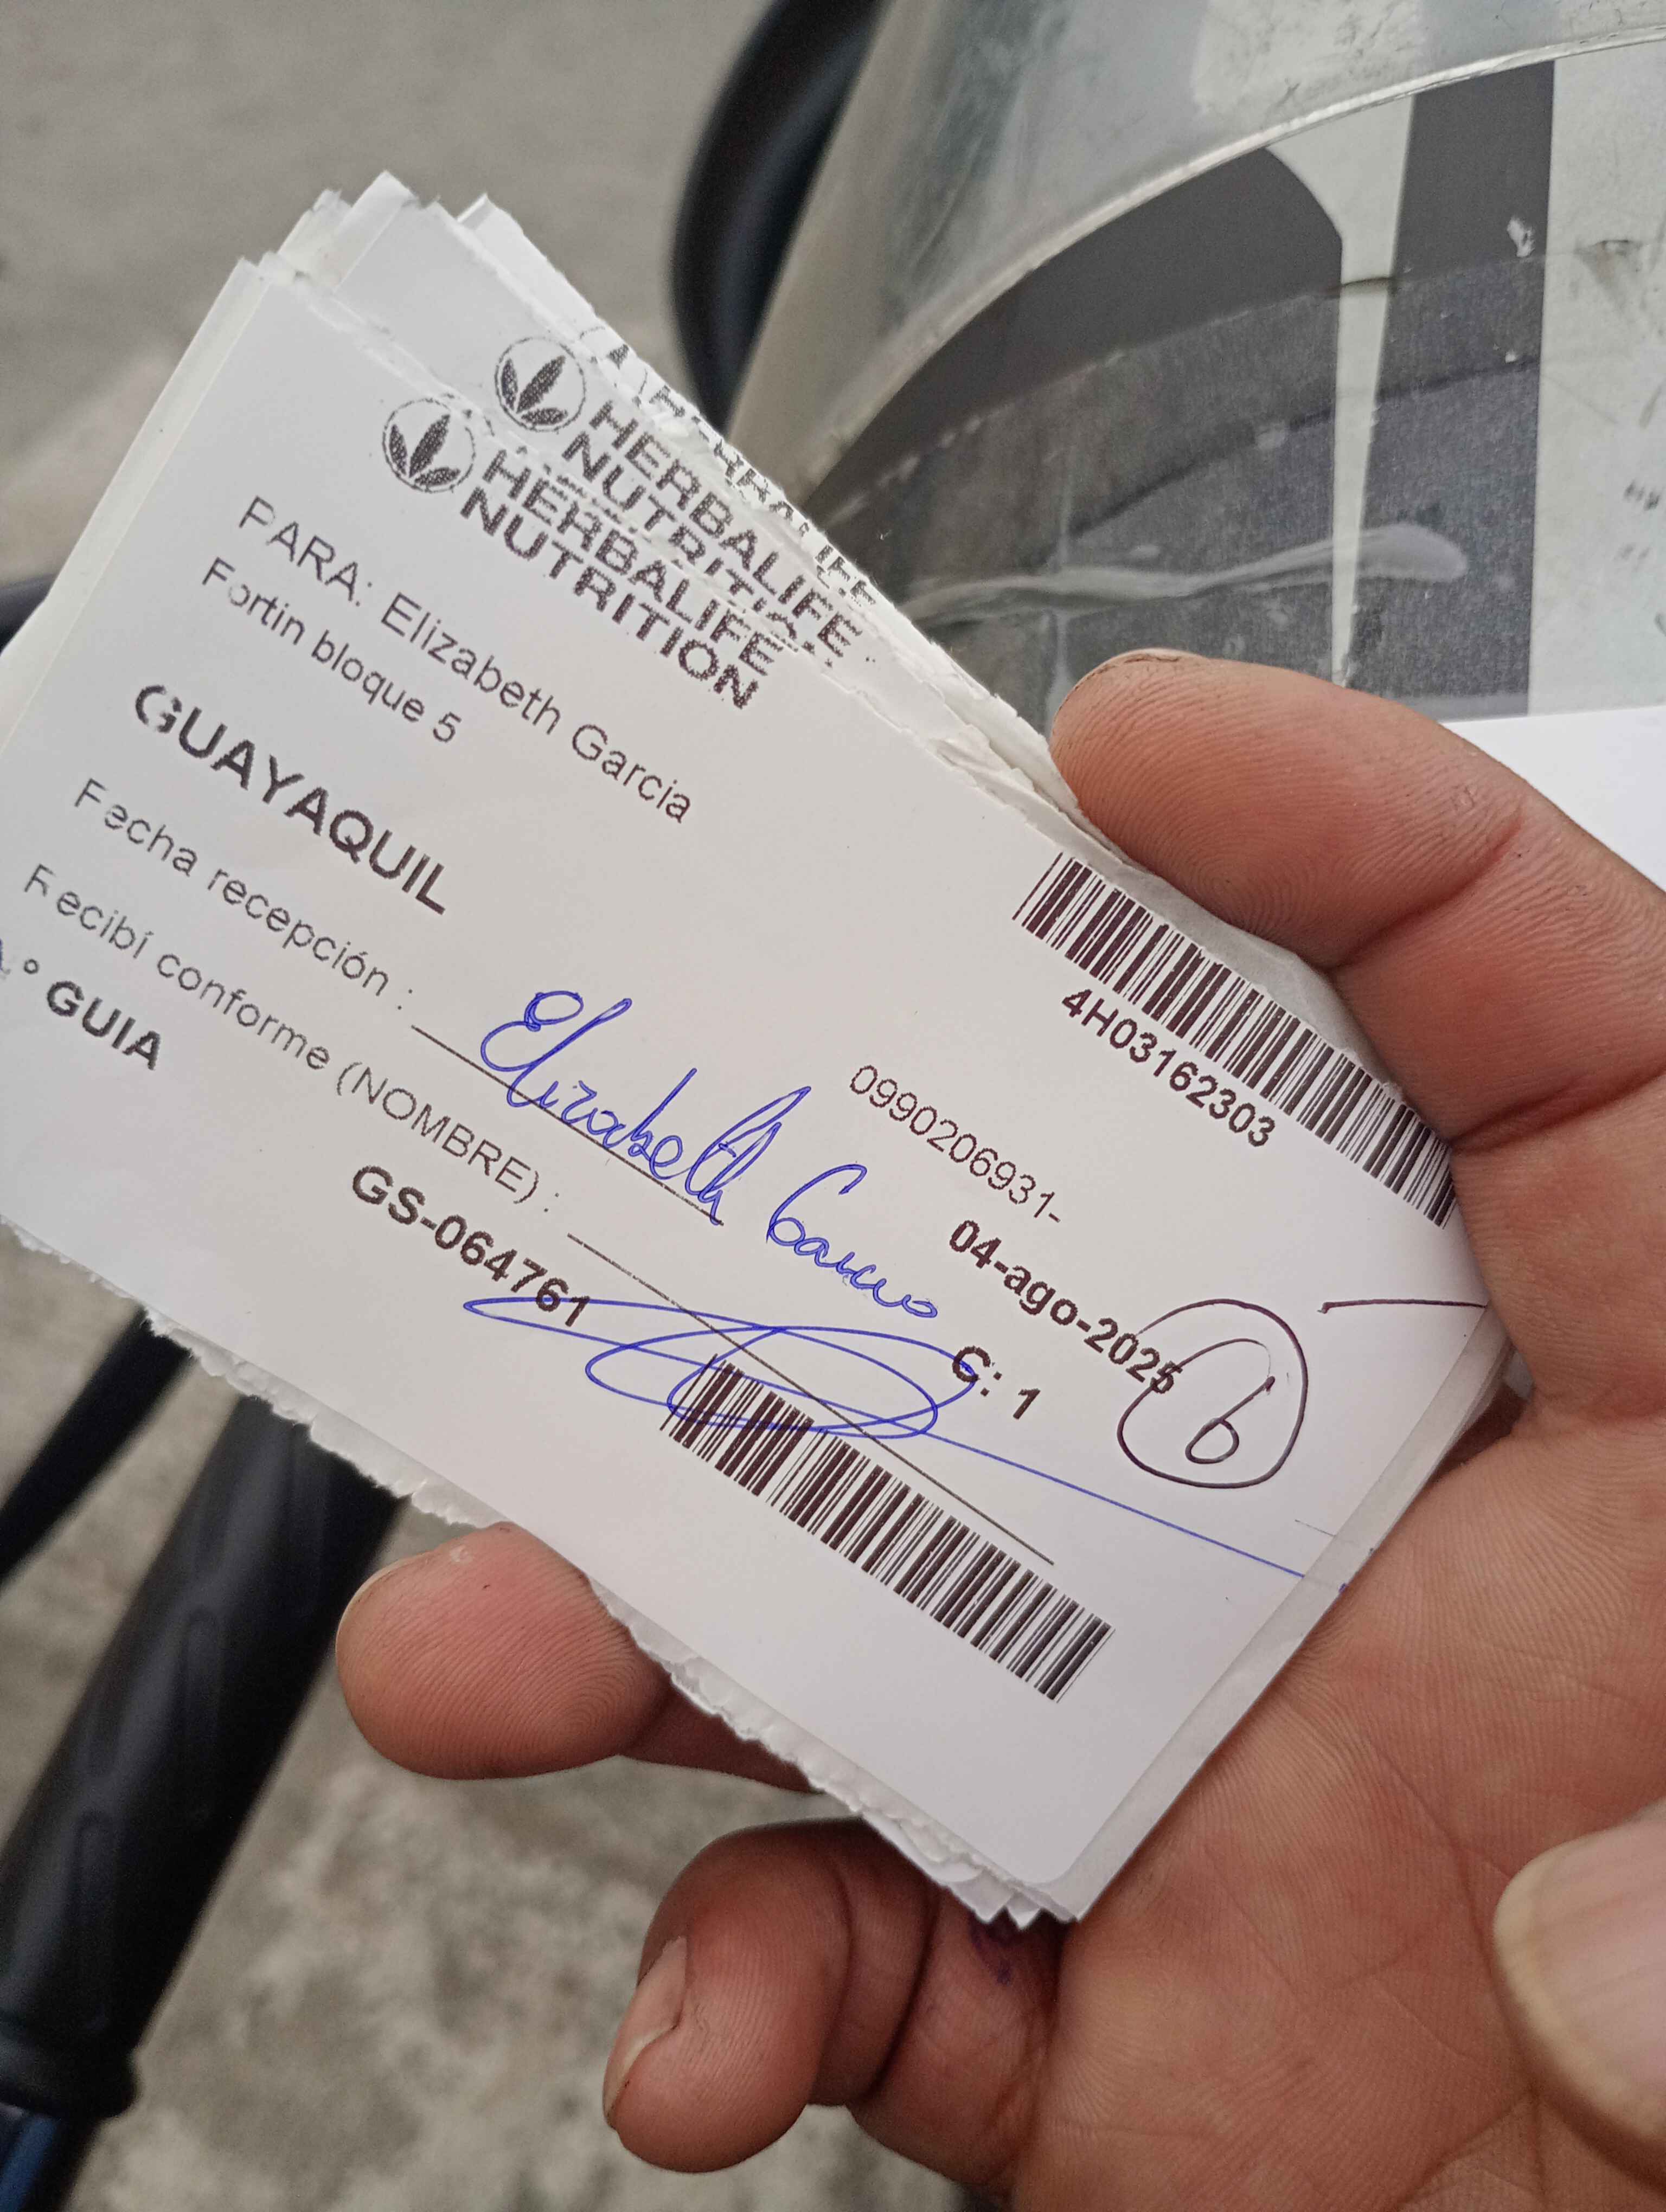 HERBALIFE
NUTRITION
HERBALIFE
NUTRITION
PARA: Elizabeth Garcia
Fortin bloque 5
GUAYAQUIL
4H03162303
0990206931-
04-ago-2025
Fecha recepción :
Elizabeth Garcia
C: 1
6
Recibí conforme (NOMBRE) :
° GUIA
GS-064761